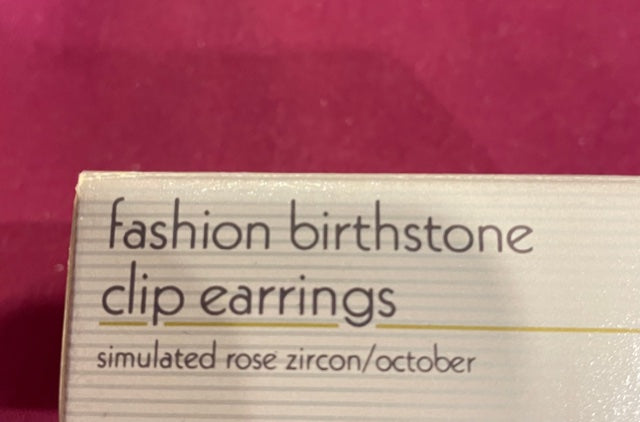 fashion birthstone
clip earrings
simulated rose zircon/october